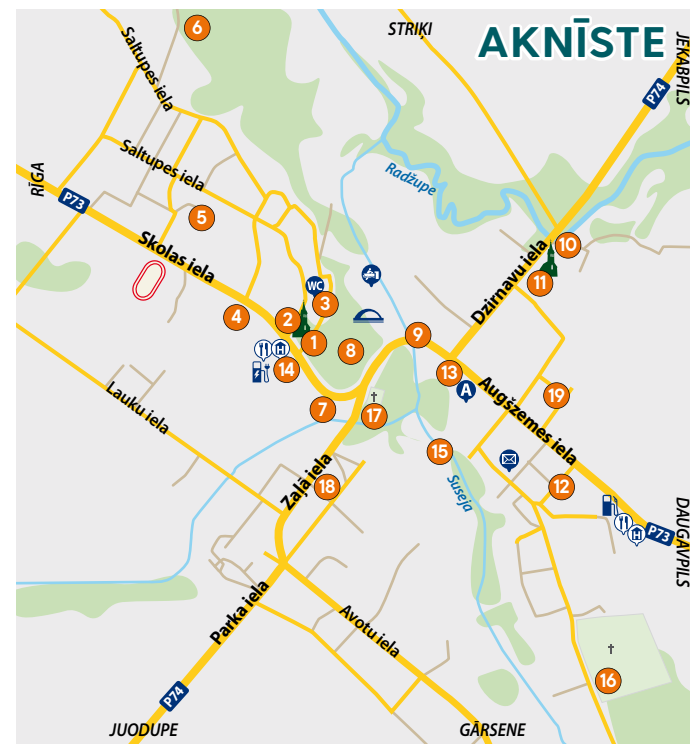 AKNĪSTE
STRIĶI
JEKABPILS
P74
6
Saltupes iela
Saltupes iela
Radžupe
RĪGA
P73
5
Skolas iela
10
Dzirnavu iela
11
WC
3
2
4
1
8
9
14
13
A
Augšzemes iela
19
7
17
Lauku iela
15
Zaļā iela
18
Suseja
12
P73
DAUGAVPILS
Parka iela
Avotu iela
16
P74
JUODUPE
GĀRSENE